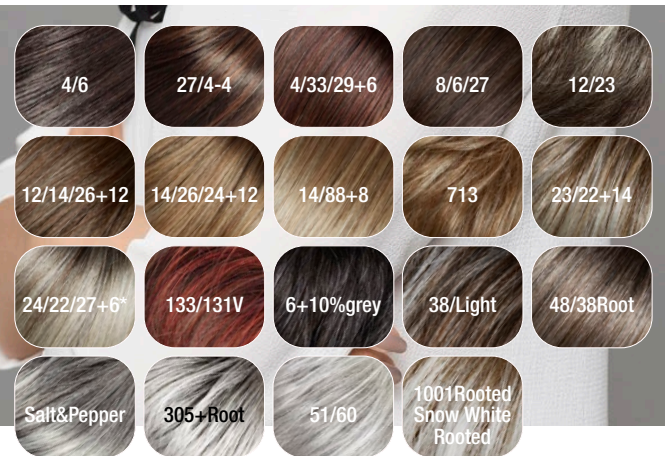 4/6
27/4-4
4/33/29+6
8/6/27
12/23
12/14/26+12
14/26/24+12
14/88+8
713
23/22+14
24/22/27+6*
133/131V
6+10%grey
38/Light
48/38Root
Salt&Pepper
305+Root
51/60
1001Rooted
Snow White
Rooted